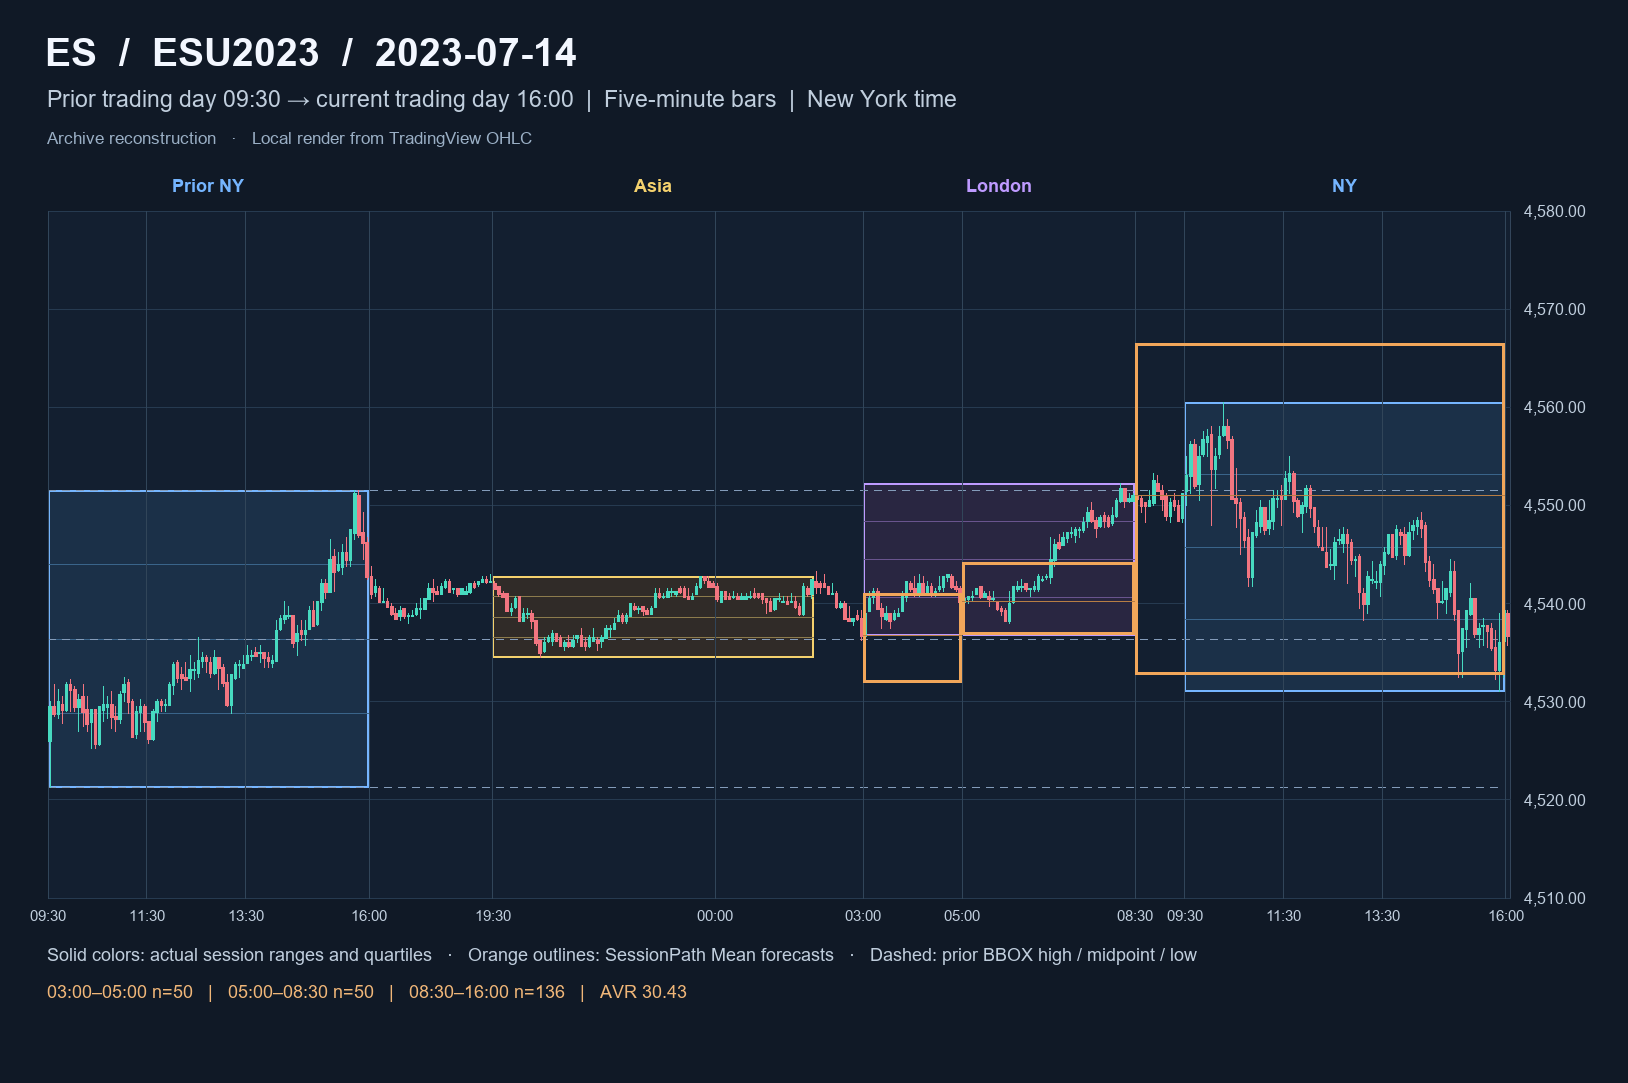 ES / ESU2023 / 2023-07-14
Prior trading day 09:30 → current trading day 16:00 | Five-minute bars | New York time
Archive reconstruction · Local render from TradingView OHLC
Prior NY Asia London NY
4,580.00
4,570.00
4,560.00
4,550.00
4,540.00
4,530.00
4,520.00
4,510.00
09:30 11:30 13:30 16:00 19:30 00:00 03:00 05:00 08:30 09:30 11:30 13:30 16:00
Solid colors: actual session ranges and quartiles · Orange outlines: SessionPath Mean forecasts · Dashed: prior BBOX high / midpoint / low
03:00–05:00 n=50 | 05:00–08:30 n=50 | 08:30–16:00 n=136 | AVR 30.43